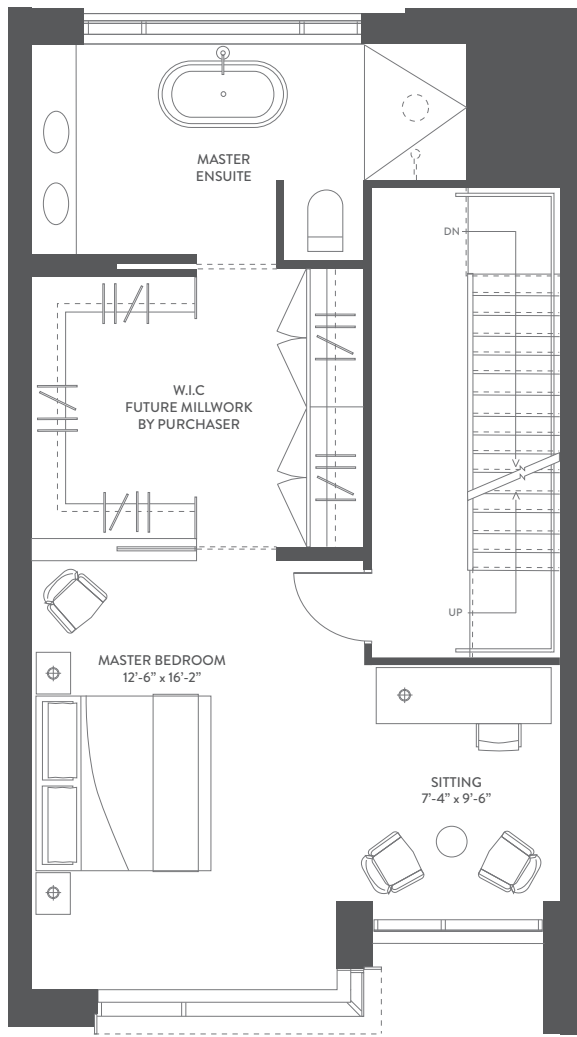 MASTER
ENSUITE
DN
W.I.C
FUTURE MILLWORK
BY PURCHASER
UP
MASTER BEDROOM
12'-6” x 16'-2”
SITTING
7'-4” x 9'-6”